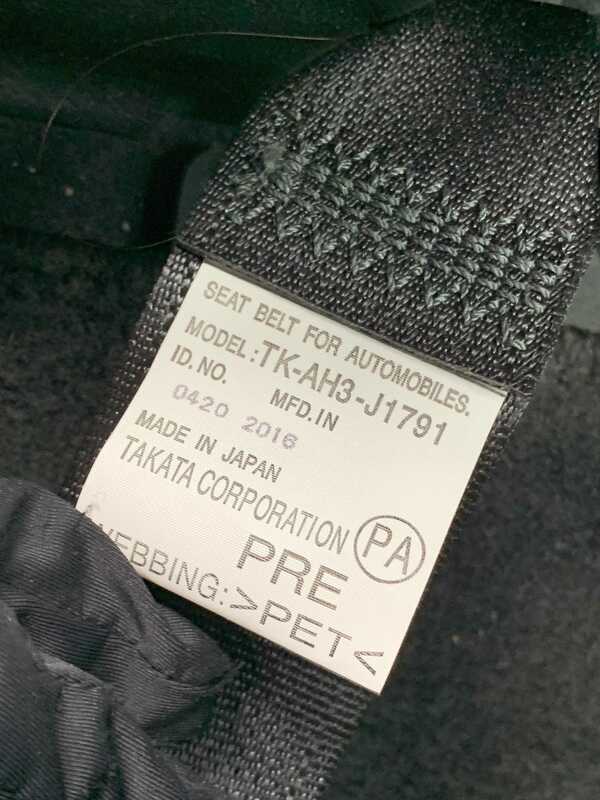 SEAT BELT FOR AUTOMOBILES.
MODEL:TK-AH3-J1791
ID.NO. MFD.IN
0420 2016
MADE IN JAPAN
TAKATA CORPORATION PA
PRE
WEBBING:>PET<